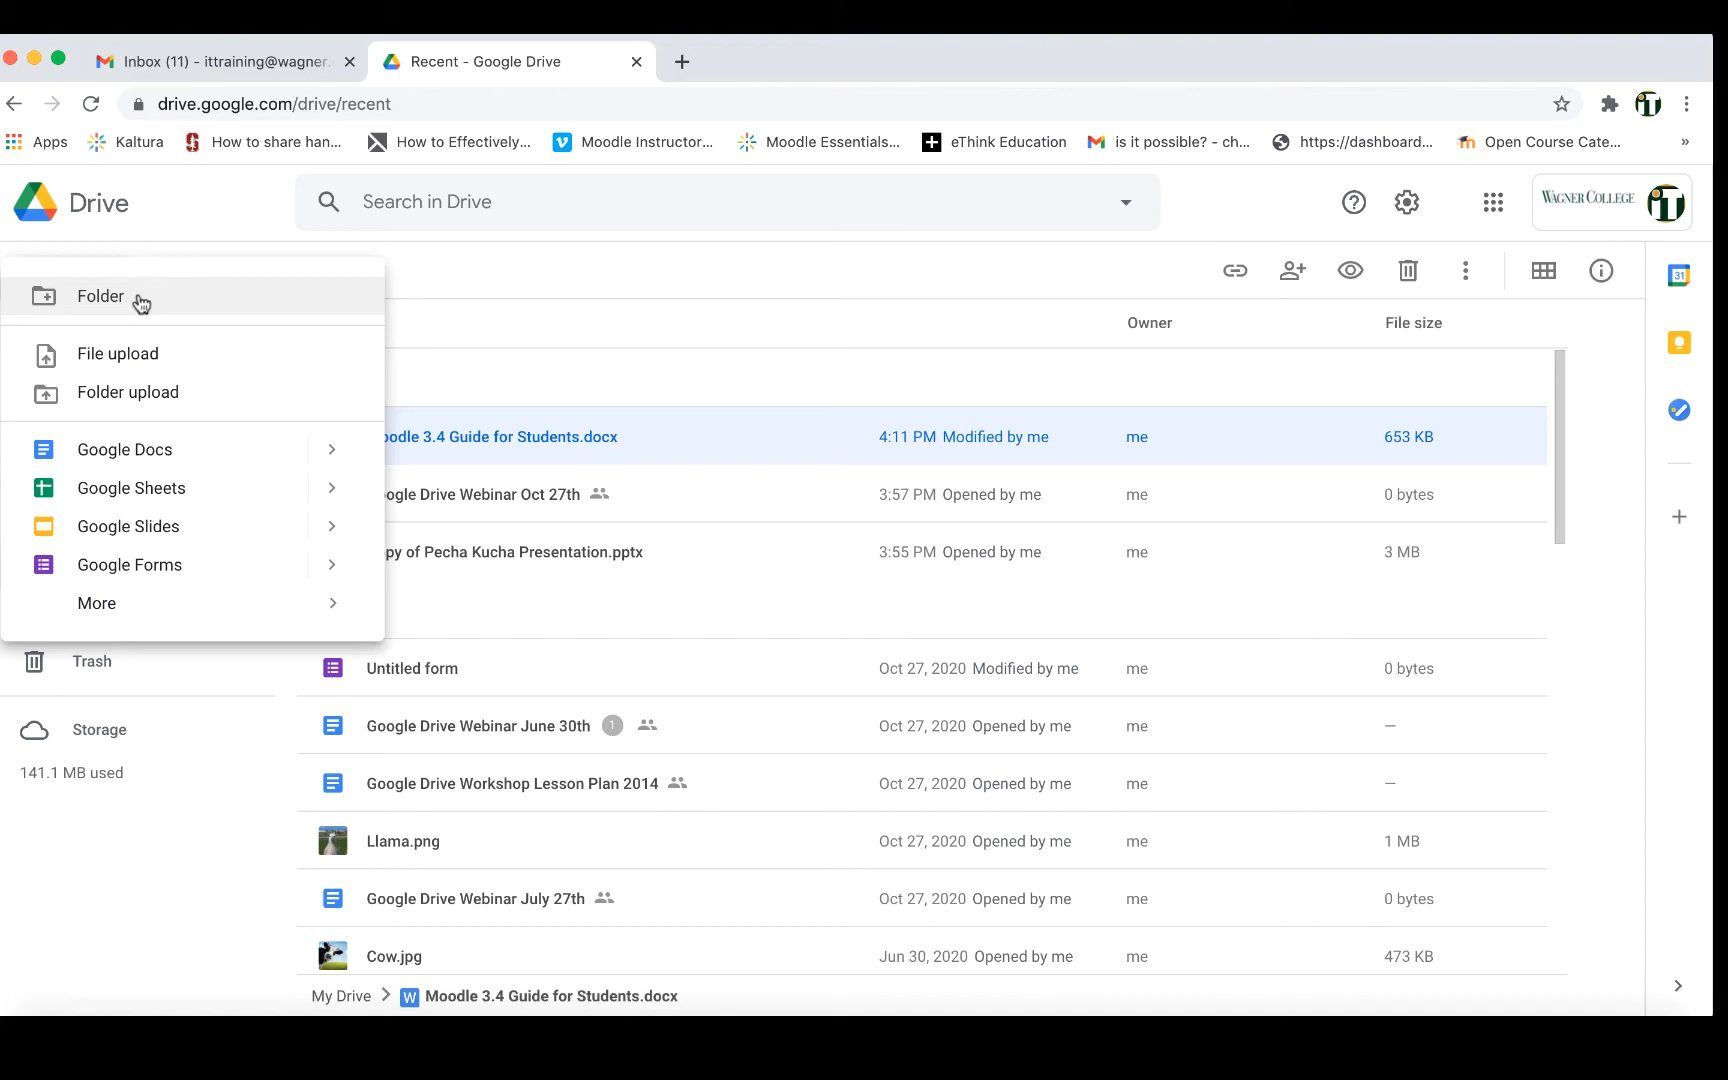 Inbox (11) - ittraining@wagner.
Recent - Google Drive
drive.google.com/drive/recent
Apps
Kaltura
How to share han...
How to Effectively...
Moodle Instructor...
Moodle Essentials...
eThink Education
is it possible? - ch...
https://dashboard...
Open Course Cate...
»
Drive
Search in Drive
WAGNER COLLEGE
iT
31
Folder
File upload
Folder upload
Google Docs
Google Sheets
Google Slides
Google Forms
More
Trash
Storage
141.1 MB used
Owner
File size
oodle 3.4 Guide for Students.docx 4:11 PM Modified by me me 653 KB
ogle Drive Webinar Oct 27th 3:57 PM Opened by me me 0 bytes
py of Pecha Kucha Presentation.pptx 3:55 PM Opened by me me 3 MB
Untitled form Oct 27, 2020 Modified by me me 0 bytes
Google Drive Webinar June 30th 1 Oct 27, 2020 Opened by me me —
Google Drive Workshop Lesson Plan 2014 Oct 27, 2020 Opened by me me —
Llama.png Oct 27, 2020 Opened by me me 1 MB
Google Drive Webinar July 27th Oct 27, 2020 Opened by me me 0 bytes
Cow.jpg Jun 30, 2020 Opened by me me 473 KB
My Drive > W Moodle 3.4 Guide for Students.docx